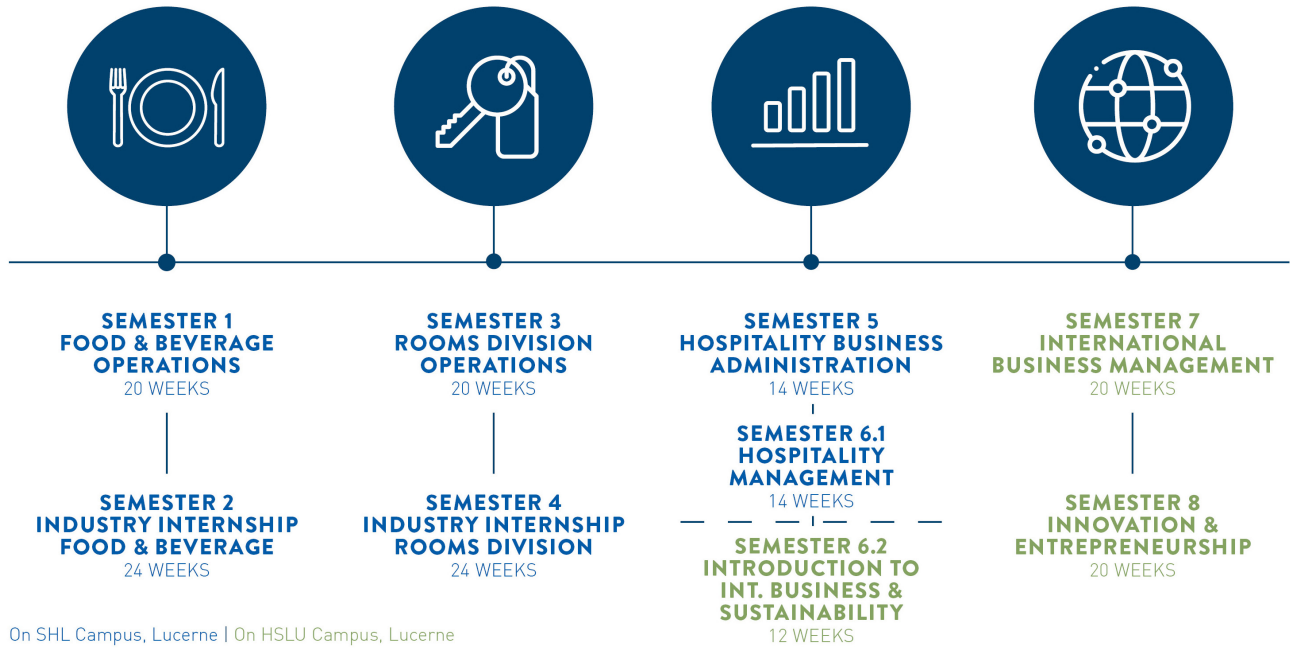 SEMESTER 1
FOOD & BEVERAGE
OPERATIONS
20 WEEKS
SEMESTER 2
INDUSTRY INTERNSHIP
FOOD & BEVERAGE
24 WEEKS
SEMESTER 3
ROOMS DIVISION
OPERATIONS
20 WEEKS
SEMESTER 4
INDUSTRY INTERNSHIP
ROOMS DIVISION
24 WEEKS
SEMESTER 5
HOSPITALITY BUSINESS
ADMINISTRATION
14 WEEKS
SEMESTER 6.1
HOSPITALITY
MANAGEMENT
14 WEEKS
SEMESTER 6.2
INTRODUCTION TO
INT. BUSINESS &
SUSTAINABILITY
12 WEEKS
SEMESTER 7
INTERNATIONAL
BUSINESS MANAGEMENT
20 WEEKS
SEMESTER 8
INNOVATION &
ENTREPRENEURSHIP
20 WEEKS
On SHL Campus, Lucerne | On HSLU Campus, Lucerne